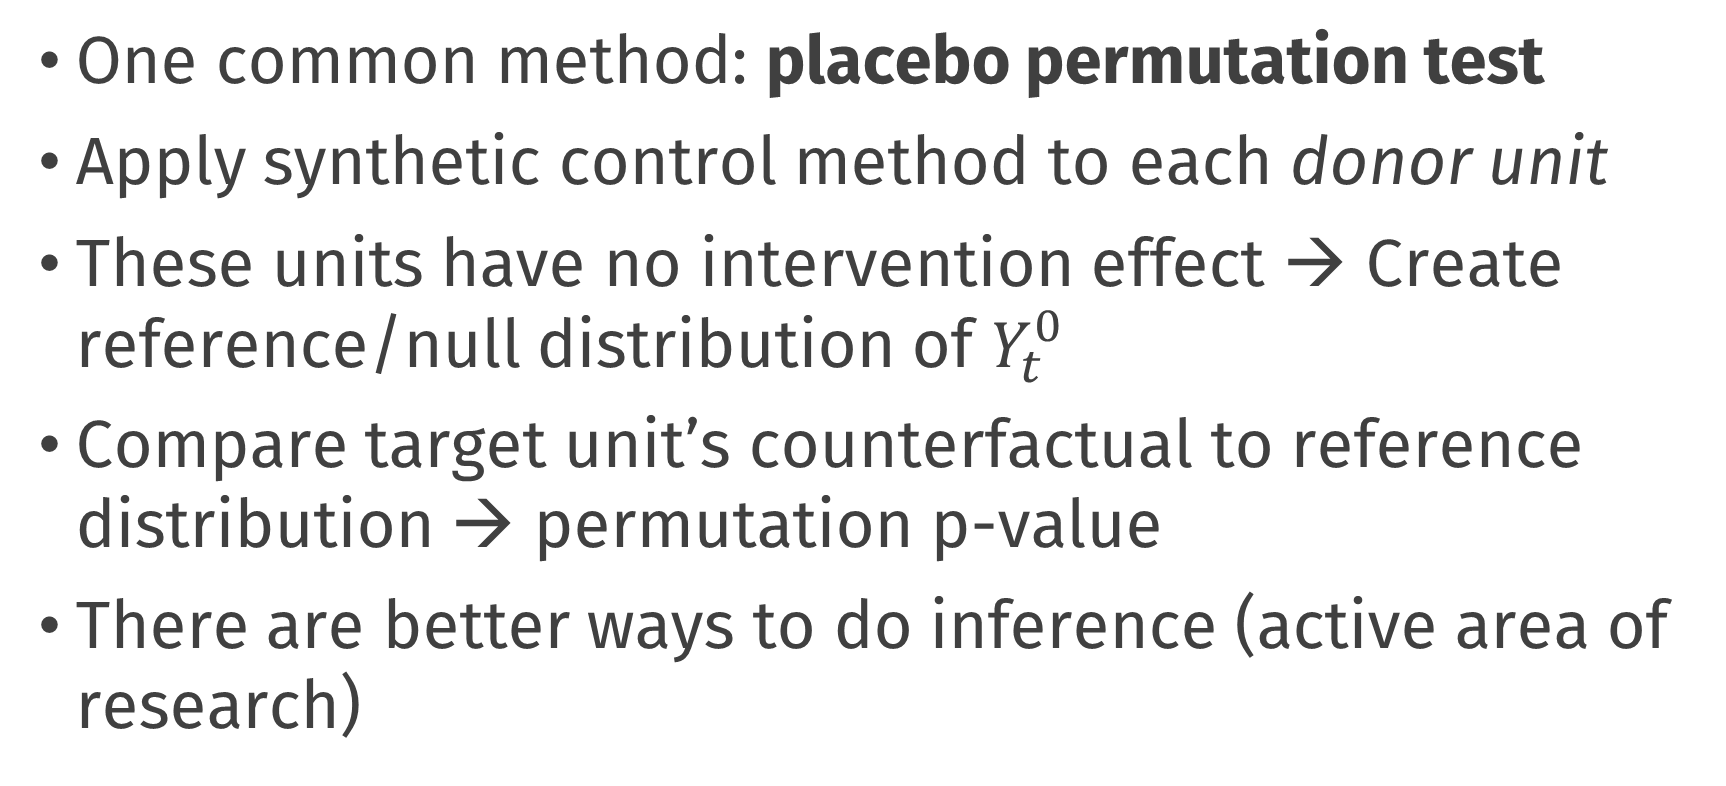 • One common method: placebo permutation test
• Apply synthetic control method to each donor unit
• These units have no intervention effect → Create
reference/null distribution of $Y_t^0$
• Compare target unit’s counterfactual to reference
distribution → permutation p-value
• There are better ways to do inference (active area of
research)